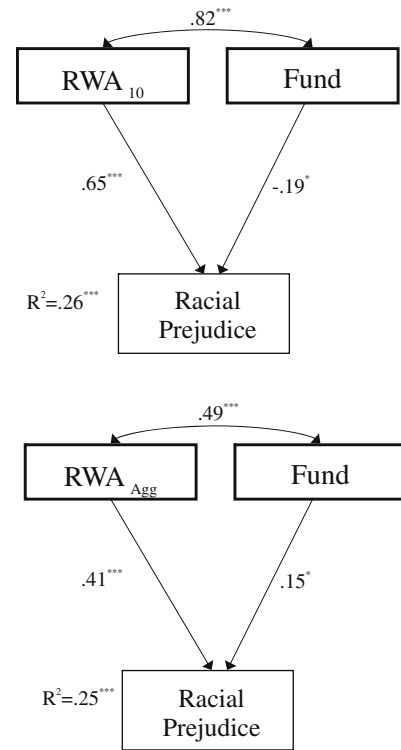 .82***
RWA 10
Fund
.65***
-.19*
R²=.26***
Racial
Prejudice
.49***
RWA Agg
Fund
.41***
.15*
R²=.25***
Racial
Prejudice